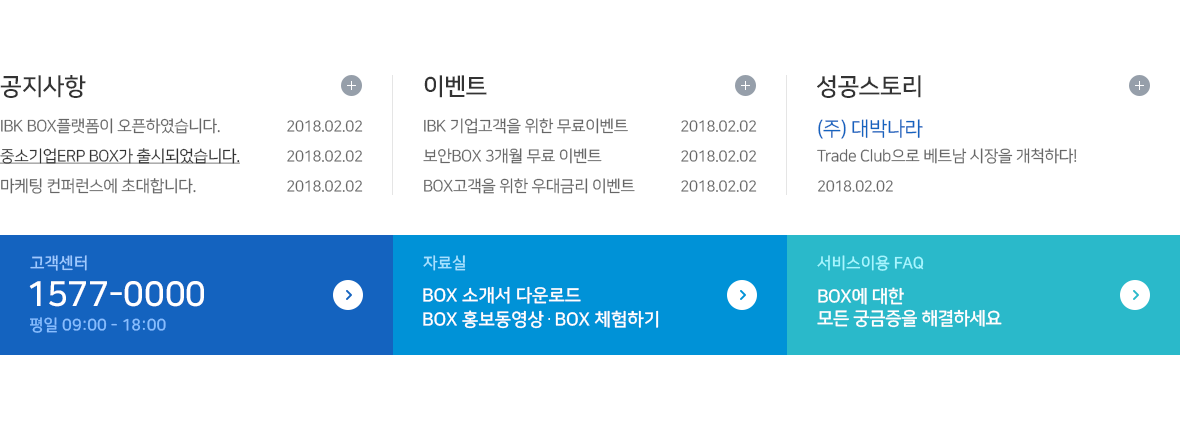 공지사항
IBK BOX플랫폼이 오픈하였습니다. 2018.02.02
중소기업ERP BOX가 출시되었습니다. 2018.02.02
마케팅 컨퍼런스에 초대합니다. 2018.02.02
이벤트
IBK 기업고객을 위한 무료이벤트 2018.02.02
보안BOX 3개월 무료 이벤트 2018.02.02
BOX고객을 위한 우대금리 이벤트 2018.02.02
성공스토리
(주) 대박나라
Trade Club으로 베트남 시장을 개척하다!
2018.02.02
고객센터
1577-0000
평일 09:00 - 18:00
자료실
BOX 소개서 다운로드
BOX 홍보동영상 · BOX 체험하기
서비스이용 FAQ
BOX에 대한
모든 궁금증을 해결하세요